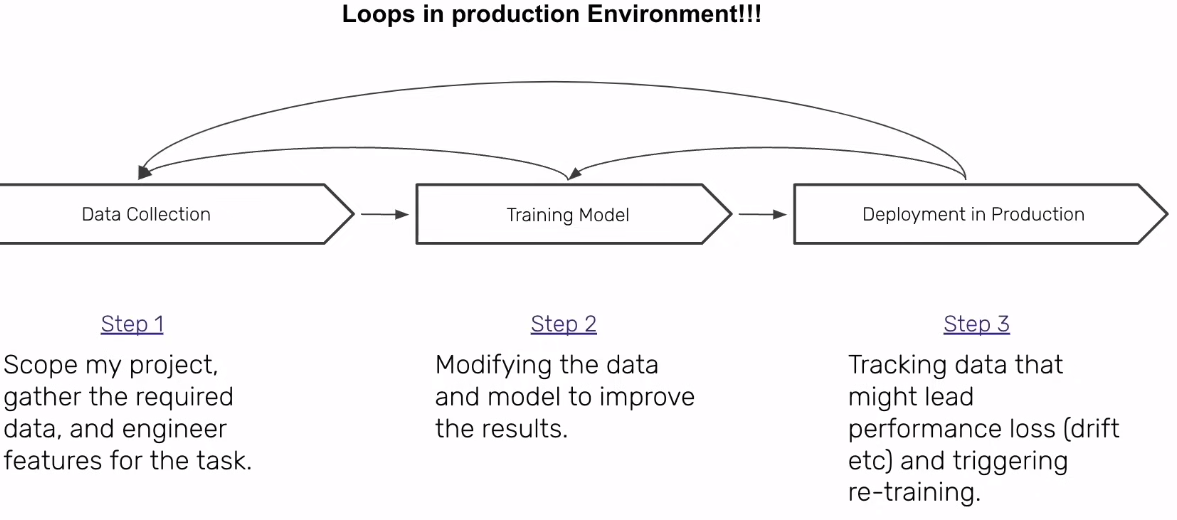 Loops in production Environment!!!
Data Collection
Training Model
Deployment in Production
Step 1
Scope my project,
gather the required
data, and engineer
features for the task.
Step 2
Modifying the data
and model to improve
the results.
Step 3
Tracking data that
might lead
performance loss (drift
etc) and triggering
re-training.